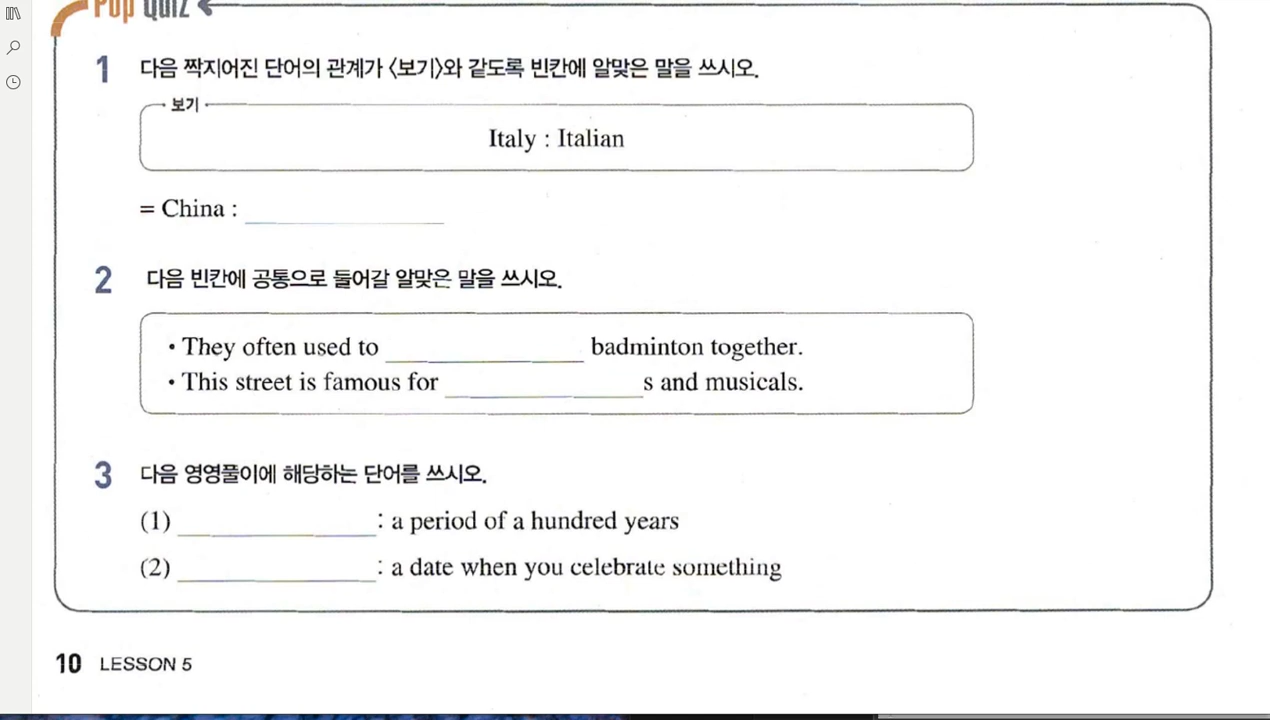 Pop Quiz
1 다음 짝지어진 단어의 관계가 〈보기〉와 같도록 빈칸에 알맞은 말을 쓰시오.
보기
Italy : Italian
= China : ____________
2 다음 빈칸에 공통으로 들어갈 알맞은 말을 쓰시오.
• They often used to ____________ badminton together.
• This street is famous for ____________s and musicals.
3 다음 영영풀이에 해당하는 단어를 쓰시오.
(1) ____________ : a period of a hundred years
(2) ____________ : a date when you celebrate something
10 LESSON 5